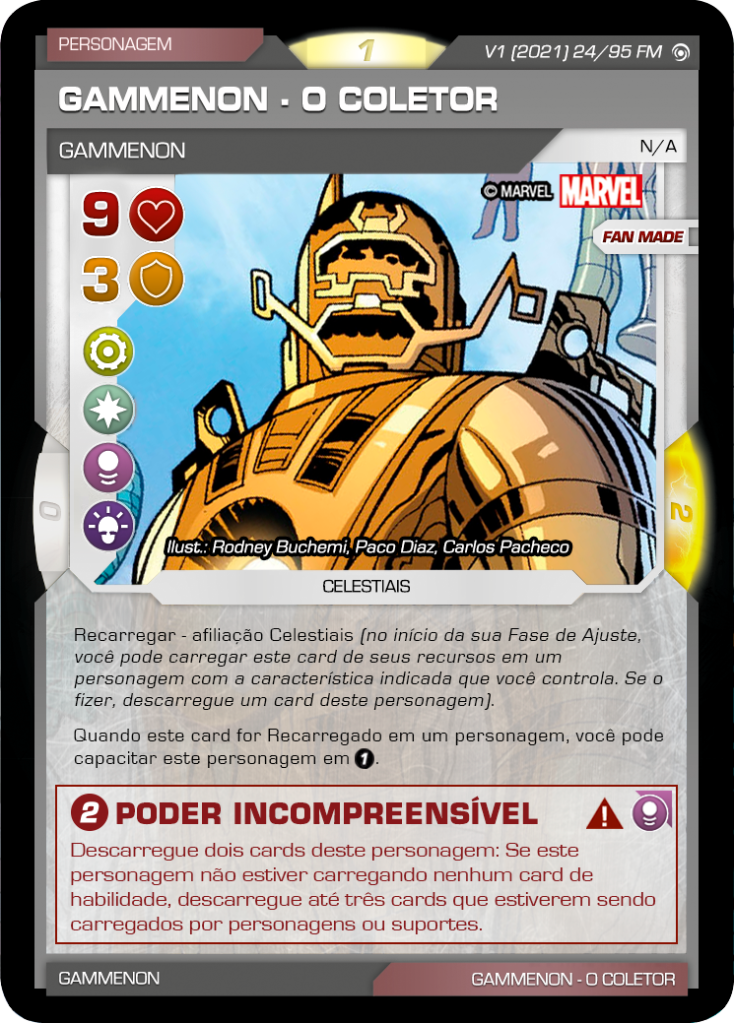 PERSONAGEM
1
V1 (2021) 24/95 FM
GAMMENON - O COLETOR
GAMMENON
N/A
© MARVEL MARVEL
9
FAN MADE
3
0
2
Ilust.: Rodney Buchemi, Paco Diaz, Carlos Pacheco
CELESTIAIS
Recarregar - afiliação Celestiais (no início da sua Fase de Ajuste,
você pode carregar este card de seus recursos em um
personagem com a característica indicada que você controla. Se o
fizer, descarregue um card deste personagem).
Quando este card for Recarregado em um personagem, você pode
capacitar este personagem em 1.
2 PODER INCOMPREENSÍVEL
Descarregue dois cards deste personagem: Se este
personagem não estiver carregando nenhum card de
habilidade, descarregue até três cards que estiverem sendo
carregados por personagens ou suportes.
GAMMENON
GAMMENON - O COLETOR